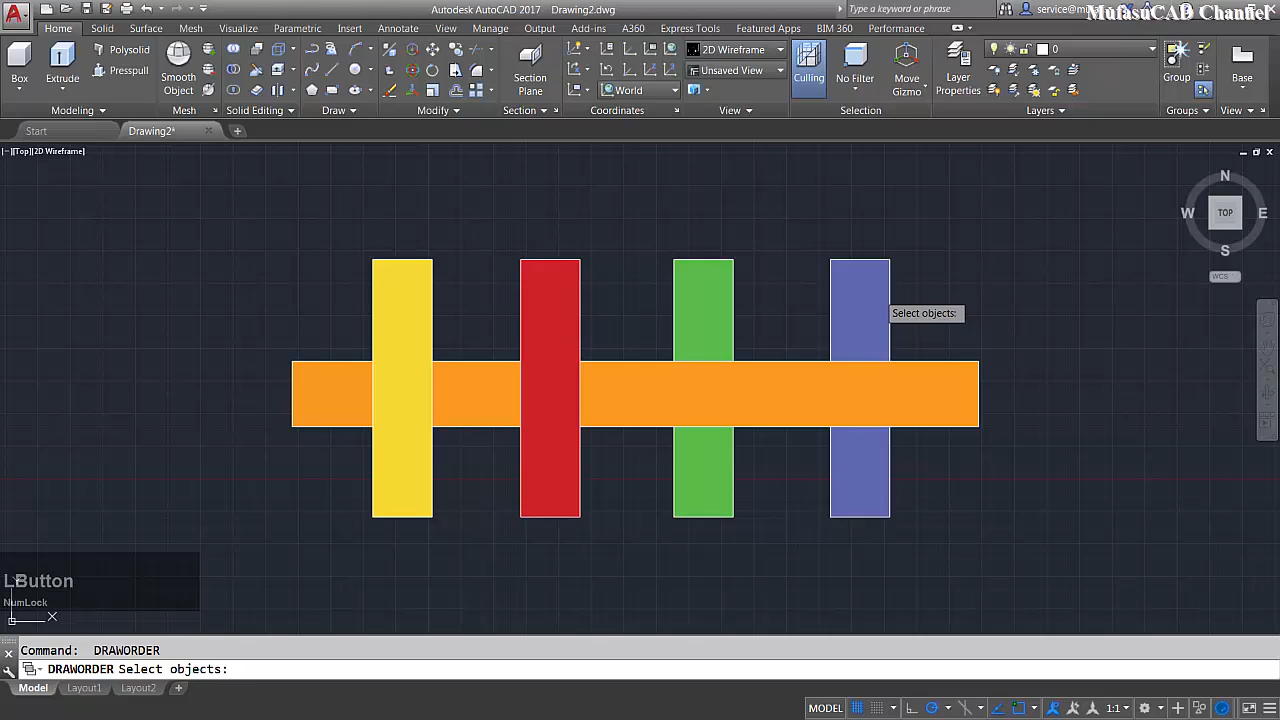 Autodesk AutoCAD 2017 Drawing2.dwg
Type a keyword or phrase
MufasuCAD Channel
Home Solid Surface Mesh Visualize Parametric Insert Annotate View Manage Output Add-ins A360 Express Tools Featured Apps BIM 360 Performance
Polysolid
Presspull
2D Wireframe
Unsaved View
World
0
Box
Extrude
Smooth
Object
Section
Plane
Culling
No Filter
Move
Gizmo
Layer
Properties
Group
Base
Modeling
Mesh
Solid Editing
Draw
Modify
Section
Coordinates
View
Selection
Layers
Groups
View
Start
Drawing2*
[−][Top][2D Wireframe]
N
W
TOP
E
S
WCS
Select objects:
LButton
NumLock
Command: DRAWORDER
DRAWORDER Select objects:
Model Layout1 Layout2 +
MODEL
1:1